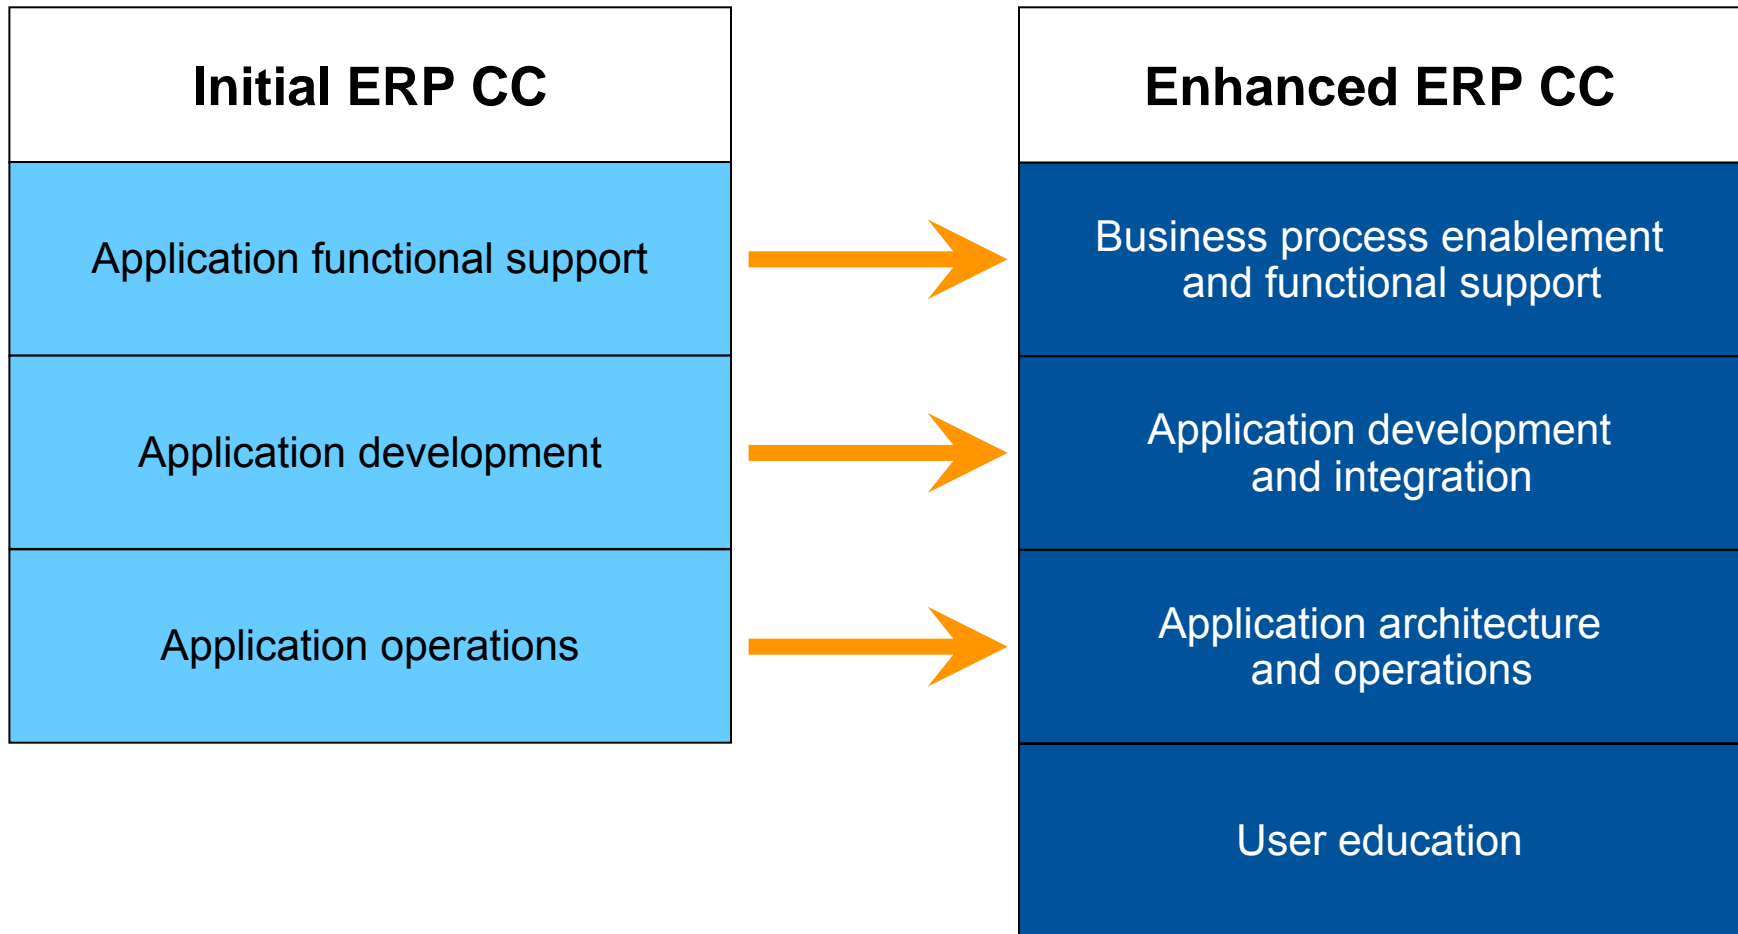 Initial ERP CC
Application functional support
Application development
Application operations
Enhanced ERP CC
Business process enablement
and functional support
Application development
and integration
Application architecture
and operations
User education